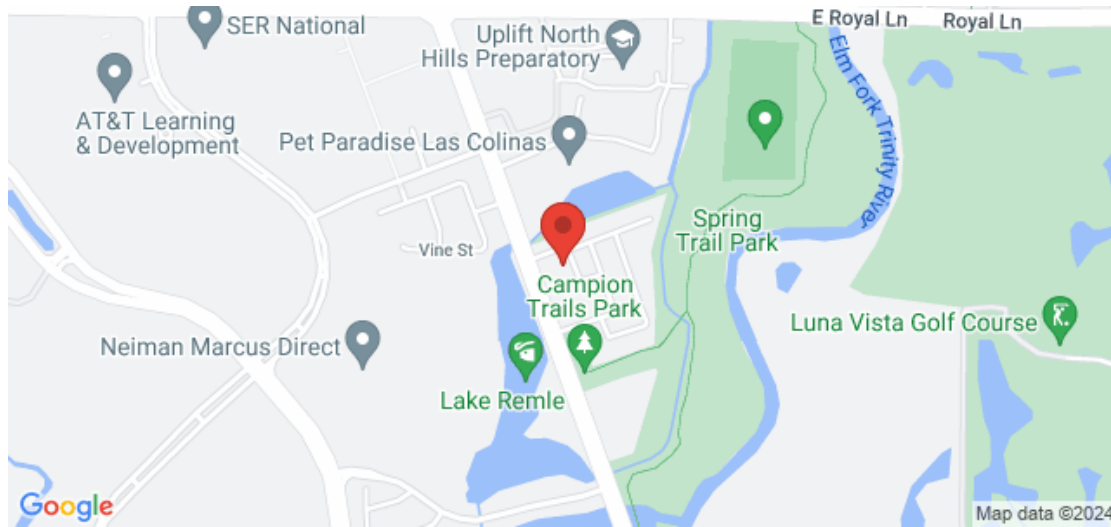 E Royal Ln
Royal Ln
SER National
Uplift North
Hills Preparatory
Elm Fork Trinity River
AT&T Learning
& Development
Pet Paradise Las Colinas
Spring
Trail Park
Vine St
Campion
Trails Park
Luna Vista Golf Course
Neiman Marcus Direct
Lake Remle
Google
Map data ©2024